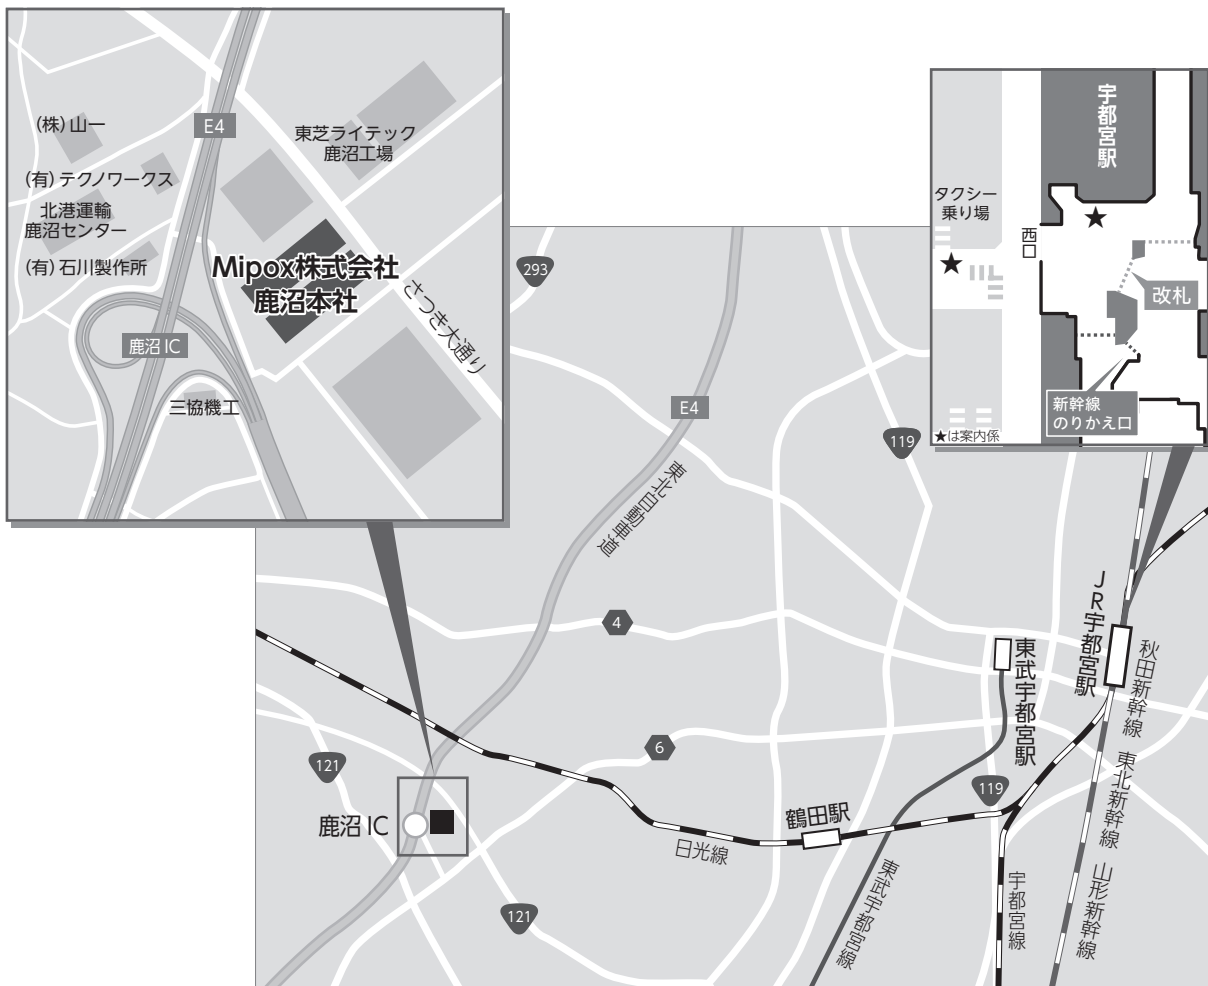 E4
(株)山一
東芝ライテック
鹿沼工場
(有)テクノワークス
北港運輸
鹿沼センター
(有)石川製作所
Mipox株式会社
鹿沼本社
さつき大通り
鹿沼IC
三協機工
宇都宮駅
タクシー
乗り場
西口
★
★
改札
新幹線
のりかえ口
★は案内係
293
E4
119
東北自動車道
4
JR宇都宮駅
東武宇都宮駅
秋田新幹線
6
121
東北新幹線
119
鹿沼IC
鶴田駅
日光線
東武宇都宮線
宇都宮線
山形新幹線
121